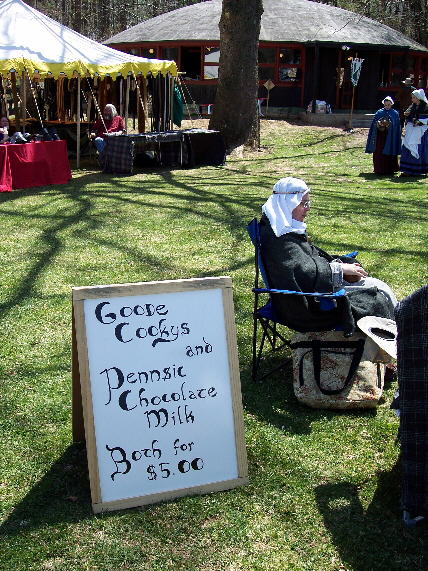 Goode
Cookys
and
Pennsic
Chocolate
Milk
Both for
$5.00